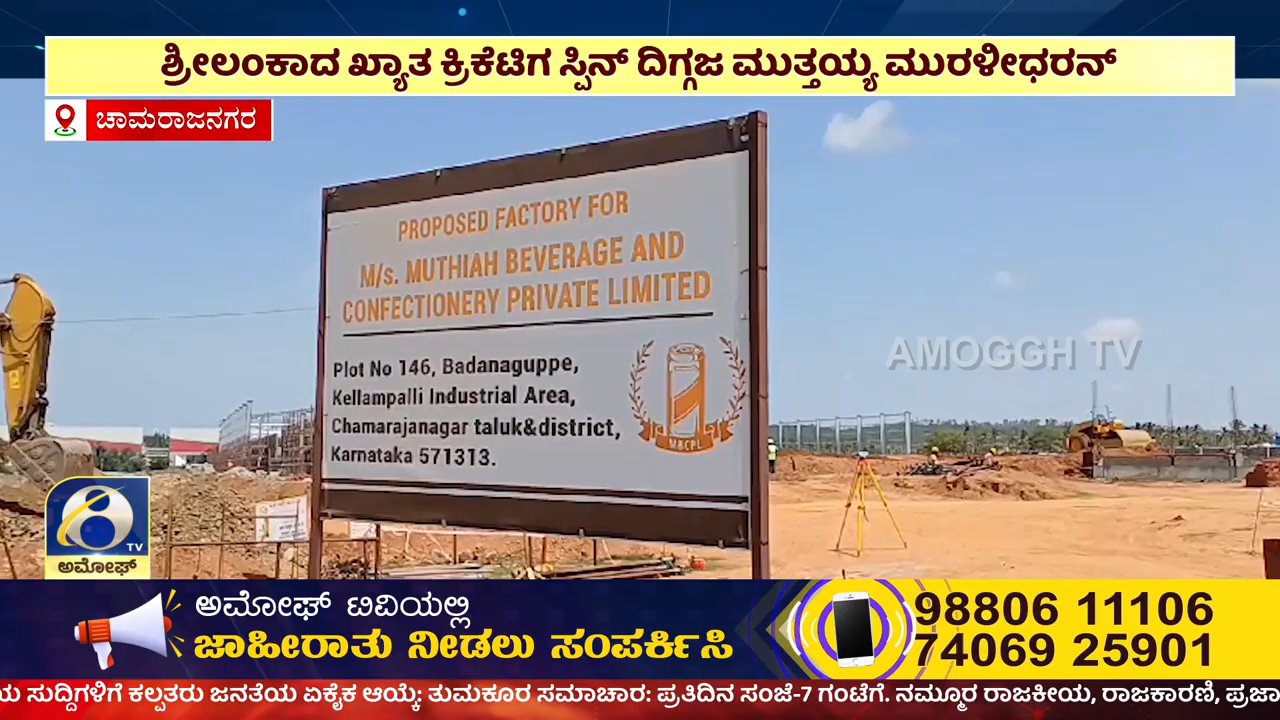 ಶ್ರೀಲಂಕಾದ ಖ್ಯಾತ ಕ್ರಿಕೆಟಿಗ ಸ್ಪಿನ್ ದಿಗ್ಗಜ ಮುತ್ತಯ್ಯ ಮುರಳೀಧರನ್
ಚಾಮರಾಜನಗರ
PROPOSED FACTORY FOR
M/s. MUTHIAH BEVERAGE AND
CONFECTIONERY PRIVATE LIMITED
Plot No 146, Badanaguppe,
Kellampalli Industrial Area,
Chamarajanagar taluk&district,
Karnataka 571313.
MBCPL
AMOGGH TV
TV
ಅಮೋಘ್
ಅಮೋಘ್ ಟಿವಿಯಲ್ಲಿ
ಜಾಹೀರಾತು ನೀಡಲು ಸಂಪರ್ಕಿಸಿ
98806 11106
74069 25901
ಯ ಸುದ್ದಿಗಳಿಗೆ ಕಲ್ಪತರು ಜನತೆಯ ಏಕೈಕ ಆಯ್ಕೆ ತುಮಕೂರ ಸಮಾಚಾರ: ಪ್ರತಿದಿನ ಸಂಜೆ-7 ಗಂಟೆಗೆ. ನಮ್ಮೂರ ರಾಜಕೀಯ, ರಾಜಕಾರಣಿ, ಪ್ರಜಾ